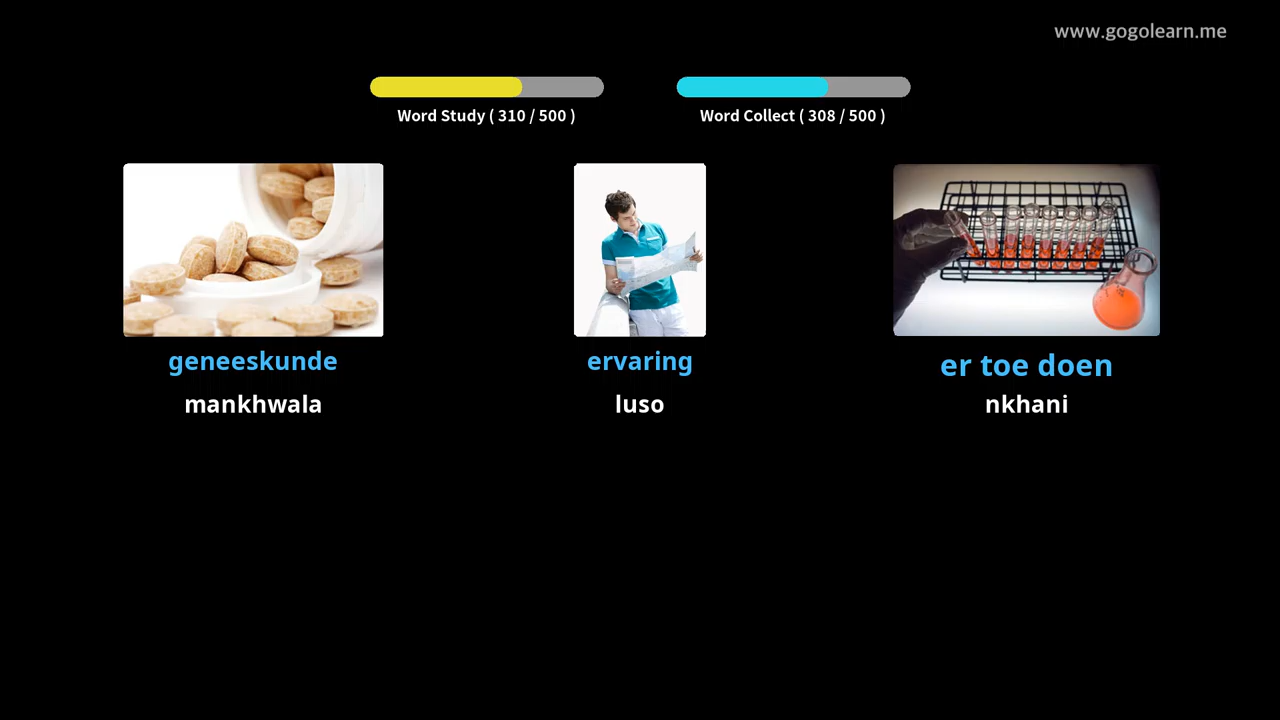 www.gogolearn.me
Word Study ( 310 / 500 )
Word Collect ( 308 / 500 )
geneeskunde
ervaring
er toe doen
mankhwala
luso
nkhani